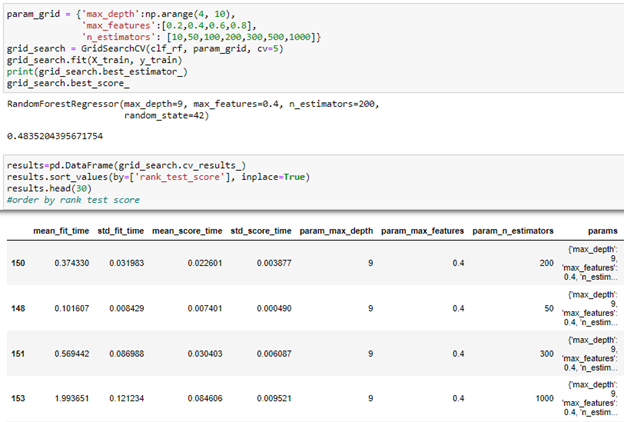 param_grid = {'max_depth':np.arange(4, 10),
'max_features':[0.2,0.4,0.6,0.8],
'n_estimators': [10,50,100,200,300,500,1000]}
grid_search = GridSearchCV(clf_rf, param_grid, cv=5)
grid_search.fit(X_train, y_train)
print(grid_search.best_estimator_)
grid_search.best_score_
RandomForestRegressor(max_depth=9, max_features=0.4, n_estimators=200,
random_state=42)
0.4835204395671754
results=pd.DataFrame(grid_search.cv_results_)
results.sort_values(by=['rank_test_score'], inplace=True)
results.head(30)
#order by rank test score
mean_fit_time std_fit_time mean_score_time std_score_time param_max_depth param_max_features param_n_estimators params
150 0.374330 0.031983 0.022601 0.003877 9 0.4 200 {'max_depth': 9, 'max_features': 0.4, 'n_estim...
148 0.101607 0.008429 0.007401 0.000490 9 0.4 50 {'max_depth': 9, 'max_features': 0.4, 'n_estim...
151 0.569442 0.086988 0.030403 0.006087 9 0.4 300 {'max_depth': 9, 'max_features': 0.4, 'n_estim...
153 1.993651 0.121234 0.084606 0.009521 9 0.4 1000 {'max_depth': 9, 'max_features': 0.4, 'n_estim...